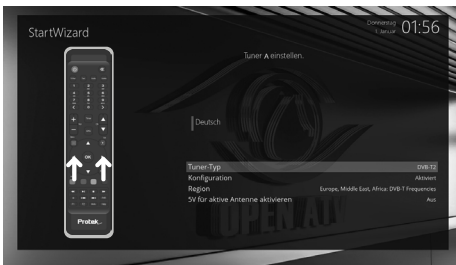 StartWizard
Donnerstag
1. Januar
01:56
Tuner A einstellen.
Deutsch
OK
Protek
Tuner-Typ DVB-T2
Konfiguration Aktiviert
Region Europe, Middle East, Africa: DVB-T Frequencies
5V für aktive Antenne aktivieren Aus
OPEN ATV